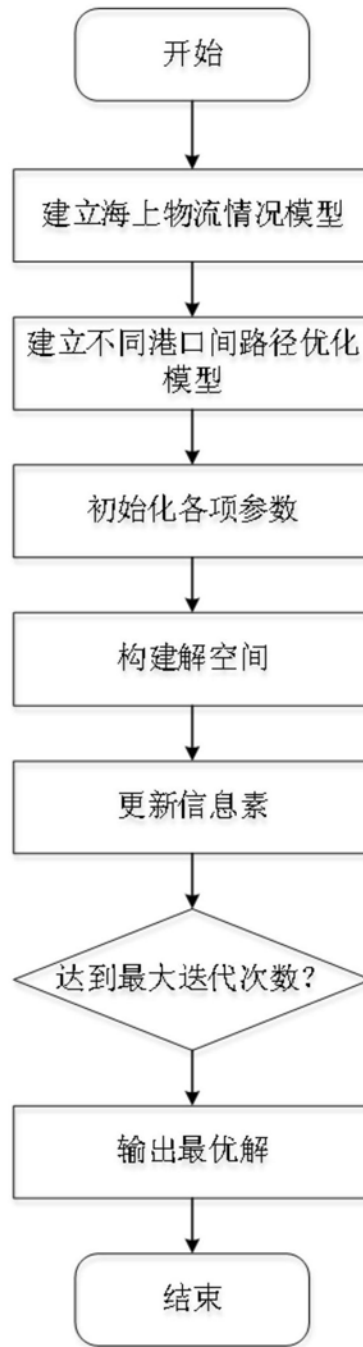 开始
建立海上物流情况模型
建立不同港口间路径优化
模型
初始化各项参数
构建解空间
更新信息素
达到最大迭代次数?
输出最优解
结束